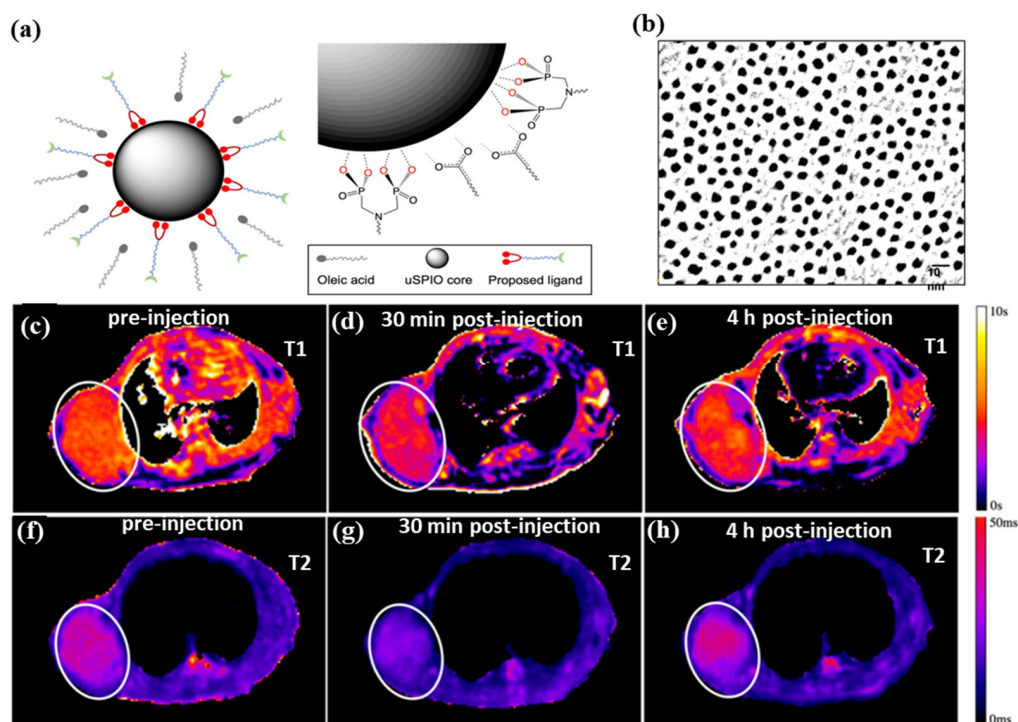 (a)
(b)
O
O
O
O
O
O
P
P
N
O
O
O
O
O
O
O
P
P
O
N
O
Oleic acid
uSPIO core
Proposed ligand
10
nm
(c)
pre-injection
T1
(d)
30 min post-injection
T1
(e)
4 h post-injection
T1
10s
0s
(f)
pre-injection
T2
(g)
30 min post-injection
T2
(h)
4 h post-injection
T2
50ms
0ms